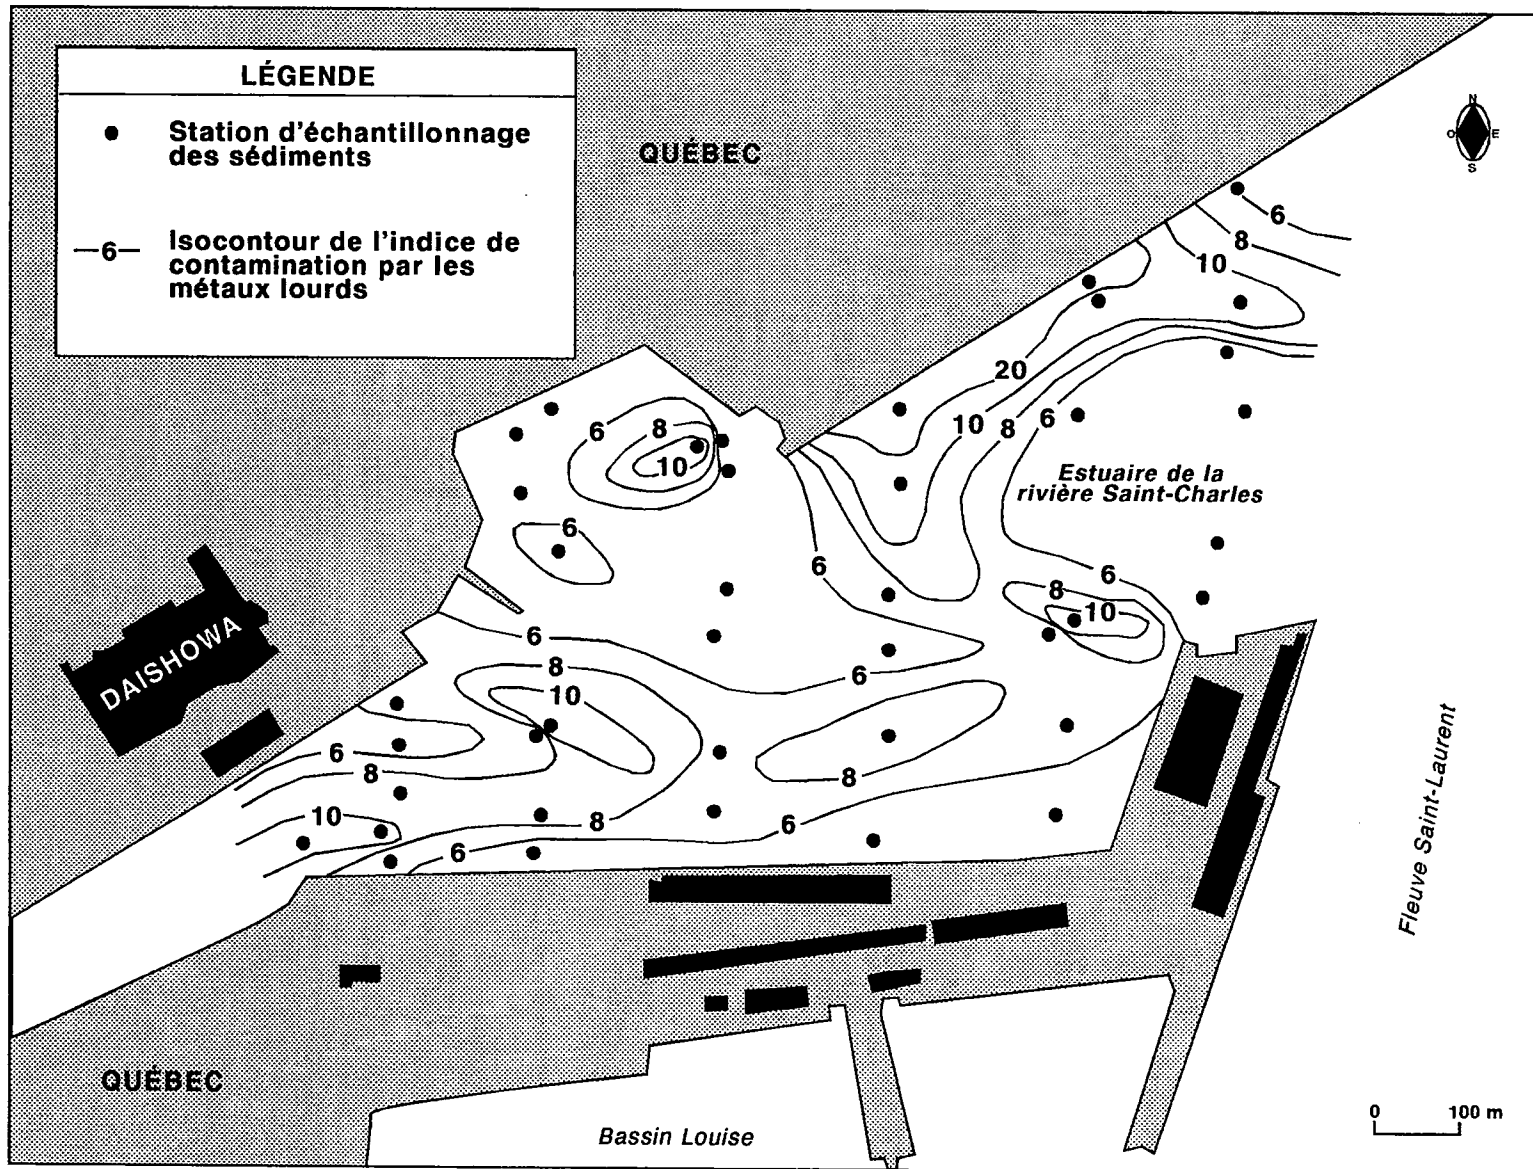 LÉGENDE
Station d'échantillonnage
des sédiments
—6—
Isocontour de l'indice de
contamination par les
métaux lourds
QUÉBEC
N
O E
S
6
8
10
20
10
8
6
6
8
10
Estuaire de la
rivière Saint-Charles
6
6
6
8
10
DAISHOWA
6
8
10
6
8
6
8
10
8
6
6
Fleuve Saint-Laurent
QUÉBEC
Bassin Louise
0 100 m